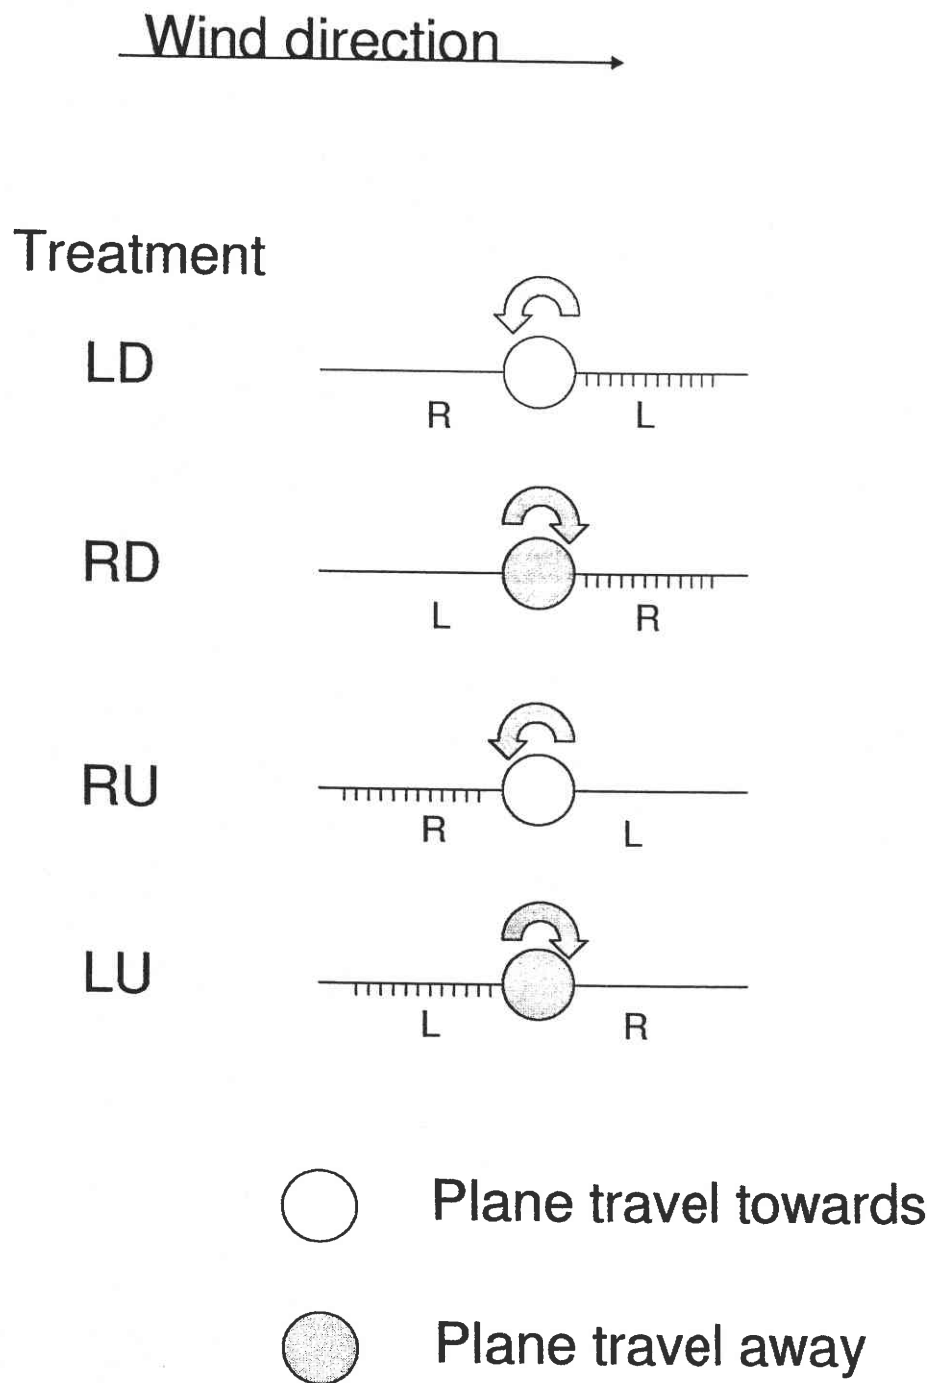 Wind direction
Treatment
LD
R L
RD
L R
RU
R L
LU
L R
Plane travel towards
Plane travel away